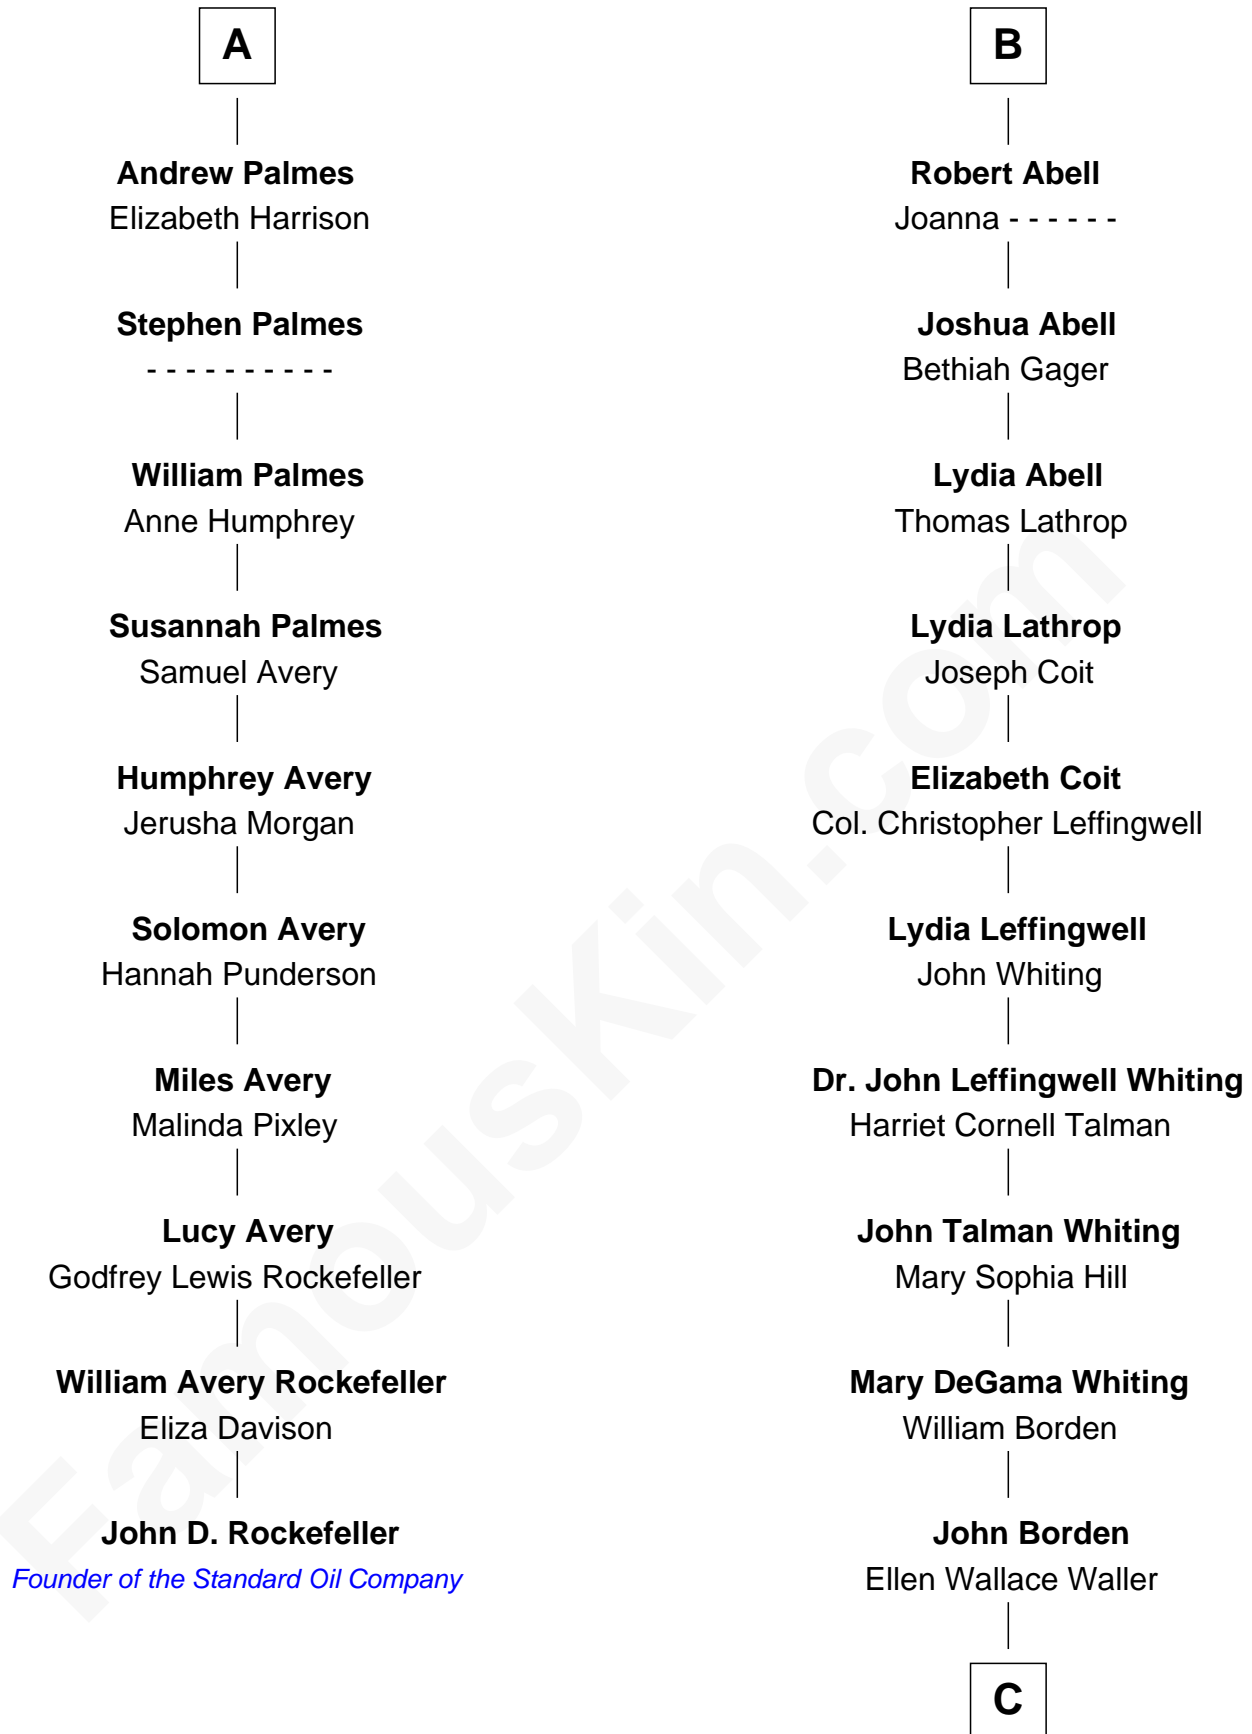 A
Andrew Palmes
Elizabeth Harrison
Stephen Palmes
- - - - - - - - - -
William Palmes
Anne Humphrey
Susannah Palmes
Samuel Avery
Humphrey Avery
Jerusha Morgan
Solomon Avery
Hannah Punderson
Miles Avery
Malinda Pixley
Lucy Avery
Godfrey Lewis Rockefeller
William Avery Rockefeller
Eliza Davison
John D. Rockefeller
Founder of the Standard Oil Company
B
Robert Abell
Joanna - - - - - -
Joshua Abell
Bethiah Gager
Lydia Abell
Thomas Lathrop
Lydia Lathrop
Joseph Coit
Elizabeth Coit
Col. Christopher Leffingwell
Lydia Leffingwell
John Whiting
Dr. John Leffingwell Whiting
Harriet Cornell Talman
John Talman Whiting
Mary Sophia Hill
Mary DeGama Whiting
William Borden
John Borden
Ellen Wallace Waller
C
FamousKin.com